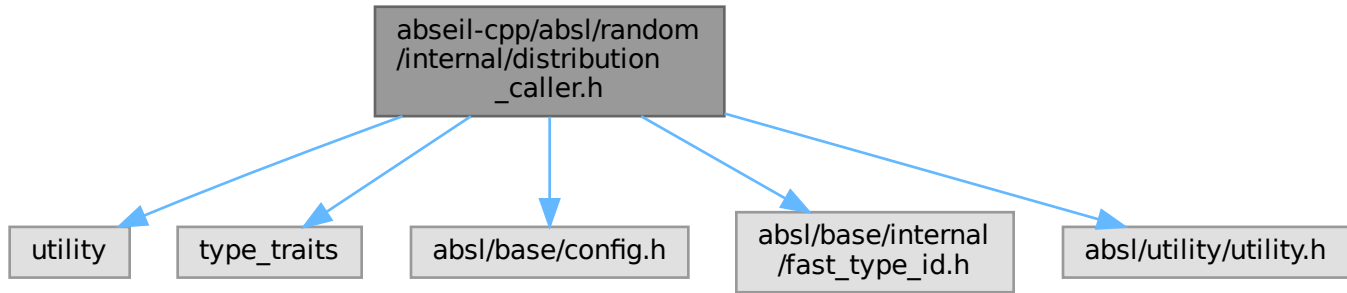 abseil-cpp/absl/random
/internal/distribution
_caller.h
utility
type_traits
absl/base/config.h
absl/base/internal
/fast_type_id.h
absl/utility/utility.h